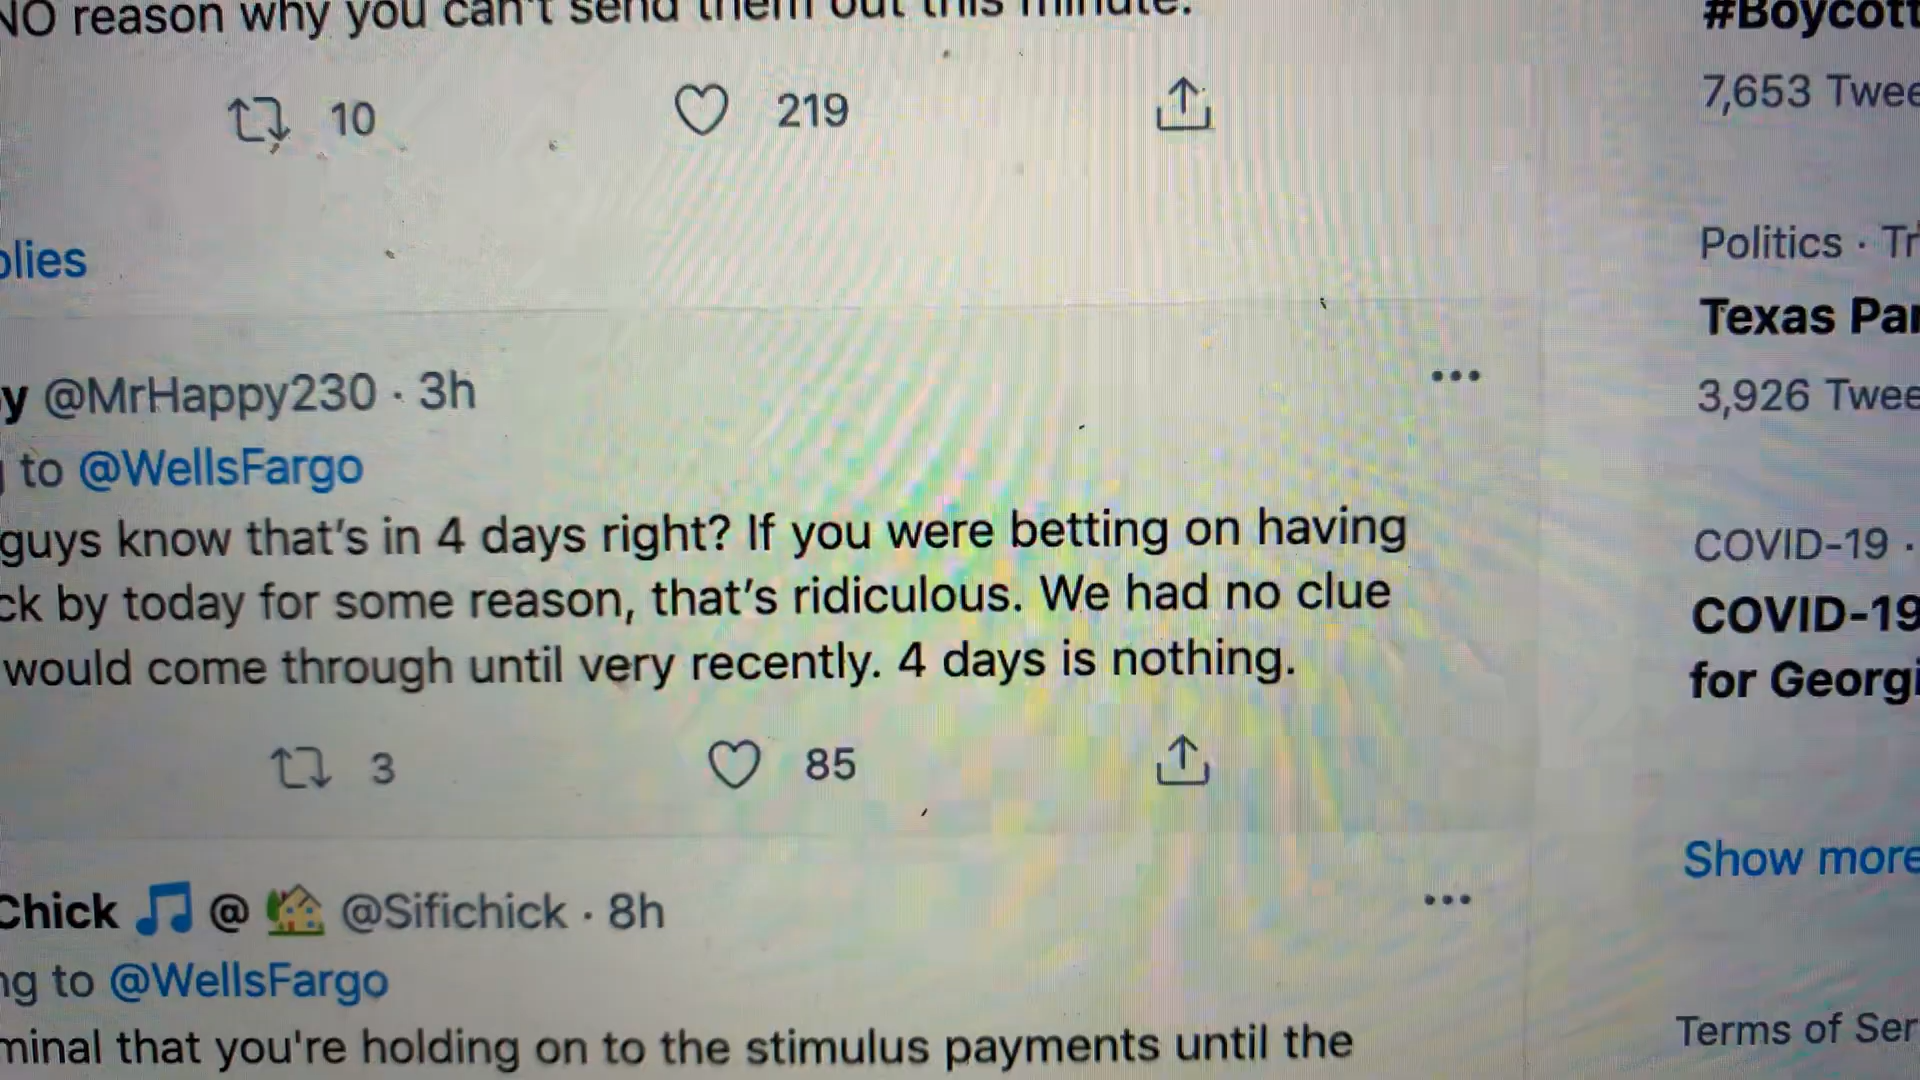 NO reason why you can't send them out this minute.
10 219
plies
y @MrHappy230 · 3h
to @WellsFargo
guys know that's in 4 days right? If you were betting on having
ck by today for some reason, that's ridiculous. We had no clue
would come through until very recently. 4 days is nothing.
3 85
Chick 🎵 @ 🏡 @Sifichick · 8h
ng to @WellsFargo
minal that you're holding on to the stimulus payments until the
#Boycott
7,653 Twee
Politics · Tr
Texas Par
3,926 Twee
COVID-19 ·
COVID-19
for Georgi
Show more
Terms of Ser